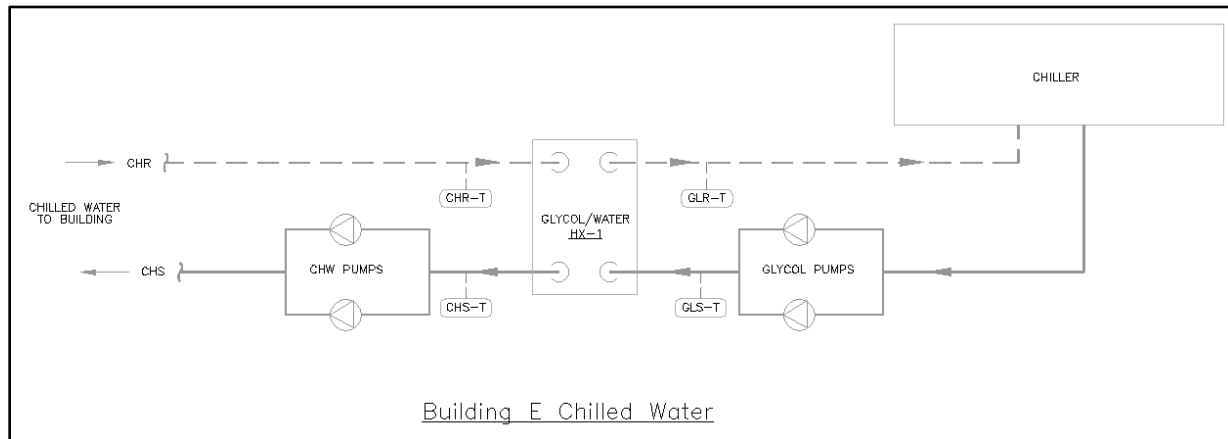 CHILLER
CHR
CHR-T
GLR-T
CHILLED WATER
TO BUILDING
GLYCOL/WATER
HX-1
CHS
CHW PUMPS
GLYCOL PUMPS
CHS-T
GLS-T
Building E Chilled Water